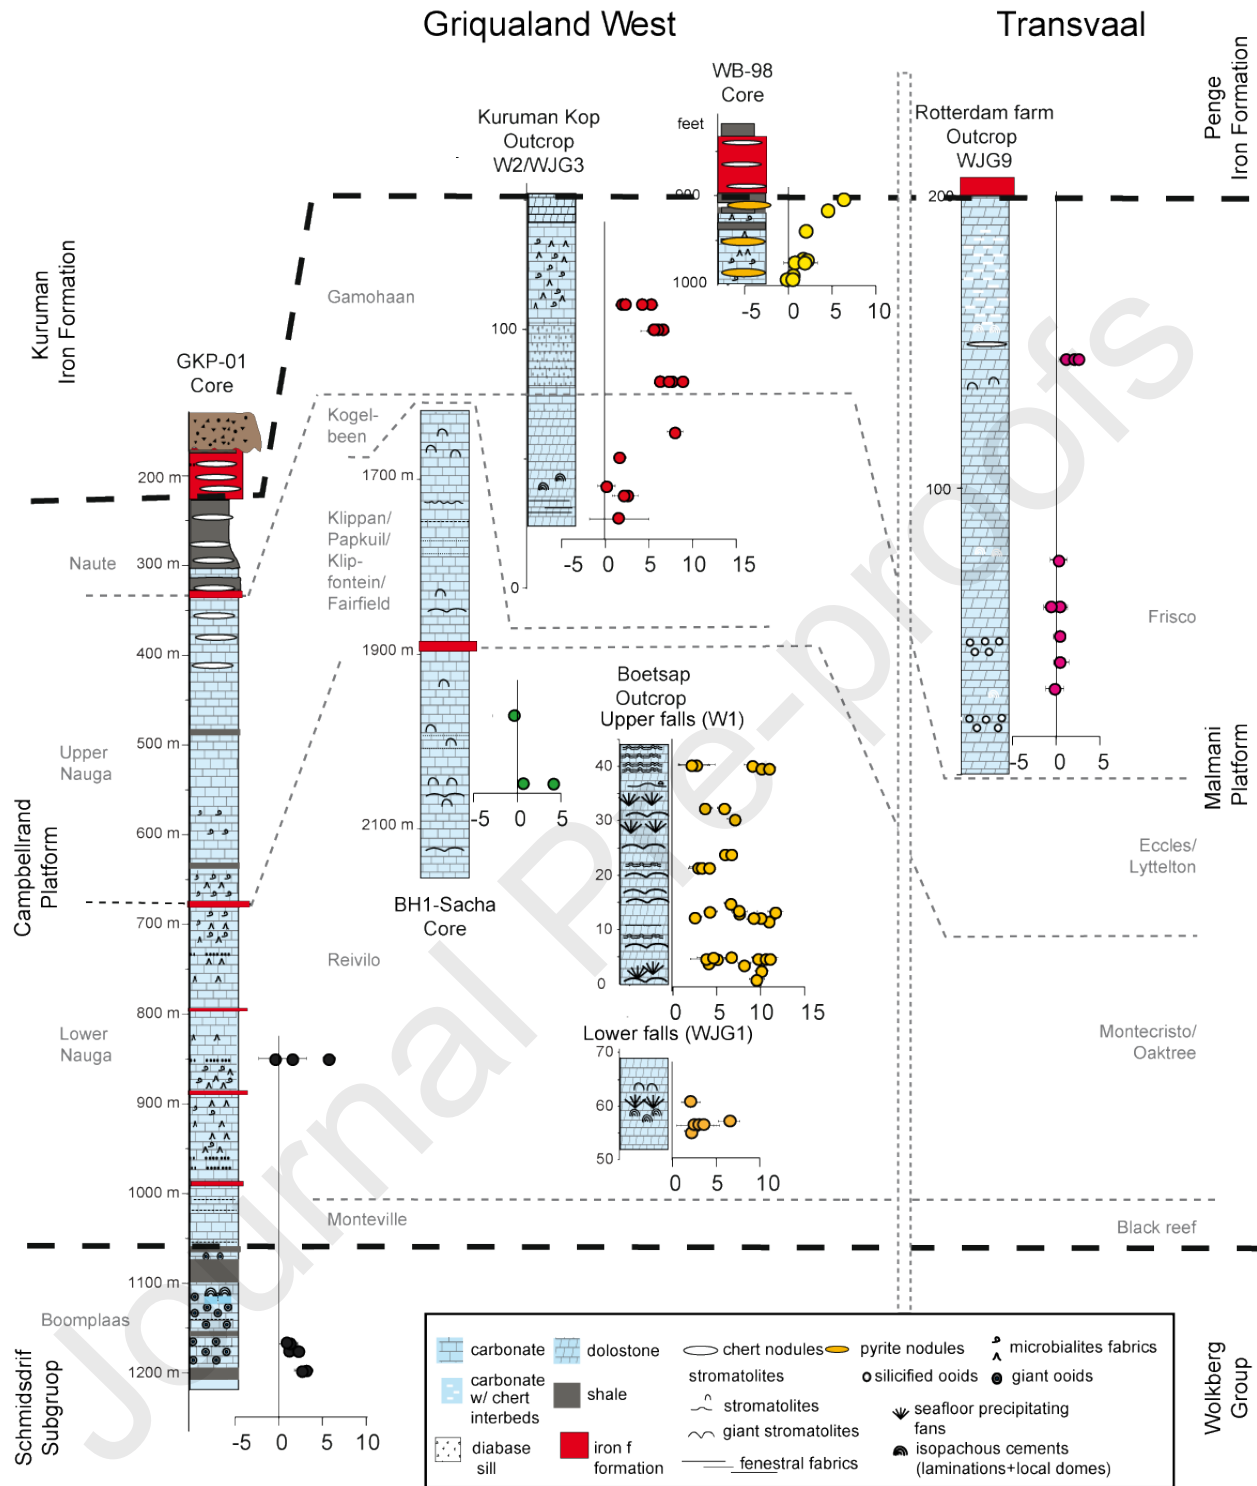 Griqualand West
Transvaal
Penge
Iron Formation
WB-98
Core
feet
900
1000
-5 0 5 10
Kuruman Kop
Outcrop
W2/WJG3
100
0
-5 0 5 10 15
Rotterdam farm
Outcrop
WJG9
200
100
-5 0 5
Kuruman
Iron Formation
Gamohaan
GKP-01
Core
200 m
300 m
400 m
500 m
600 m
700 m
800 m
900 m
1000 m
1100 m
1200 m
-5 0 5 10
Kogel-
been
Klippan/
Papkuil/
Klip-
fontein/
Fairfield
1700 m
1900 m
2100 m
-5 0 5
BH1-Sacha
Core
Naute
Upper
Nauga
Lower
Nauga
Campbellrand
Platform
Reivilo
Monteville
Boetsap
Outcrop
Upper falls (W1)
40
30
20
10
0
0 5 10 15
Lower falls (WJG1)
70
60
50
0 5 10
Frisco
Malmani
Platform
Eccles/
Lyttelton
Montecristo/
Oaktree
Black reef
Boomplaas
Schmidsdrif
Subgruop
Wolkberg
Group
carbonate
dolostone
chert nodules
pyrite nodules
microbialites fabrics
carbonate
w/ chert
interbeds
shale
stromatolites
stromatolites
giant stromatolites
silicified ooids
giant ooids
seafloor precipitating
fans
diabase
sill
iron f
formation
fenestral fabrics
isopachous cements
(laminations+local domes)
Journal Pre-proofs